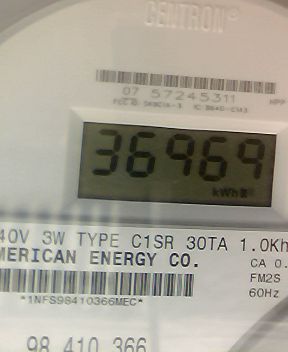 CENTRON®
07 57245311
36969
kWh
40V 3W TYPE C1SR 30TA 1.0Kh
MERICAN ENERGY CO.
CA 0.
FM2S
60Hz
*1NFS98410366MEC*
98 410 366